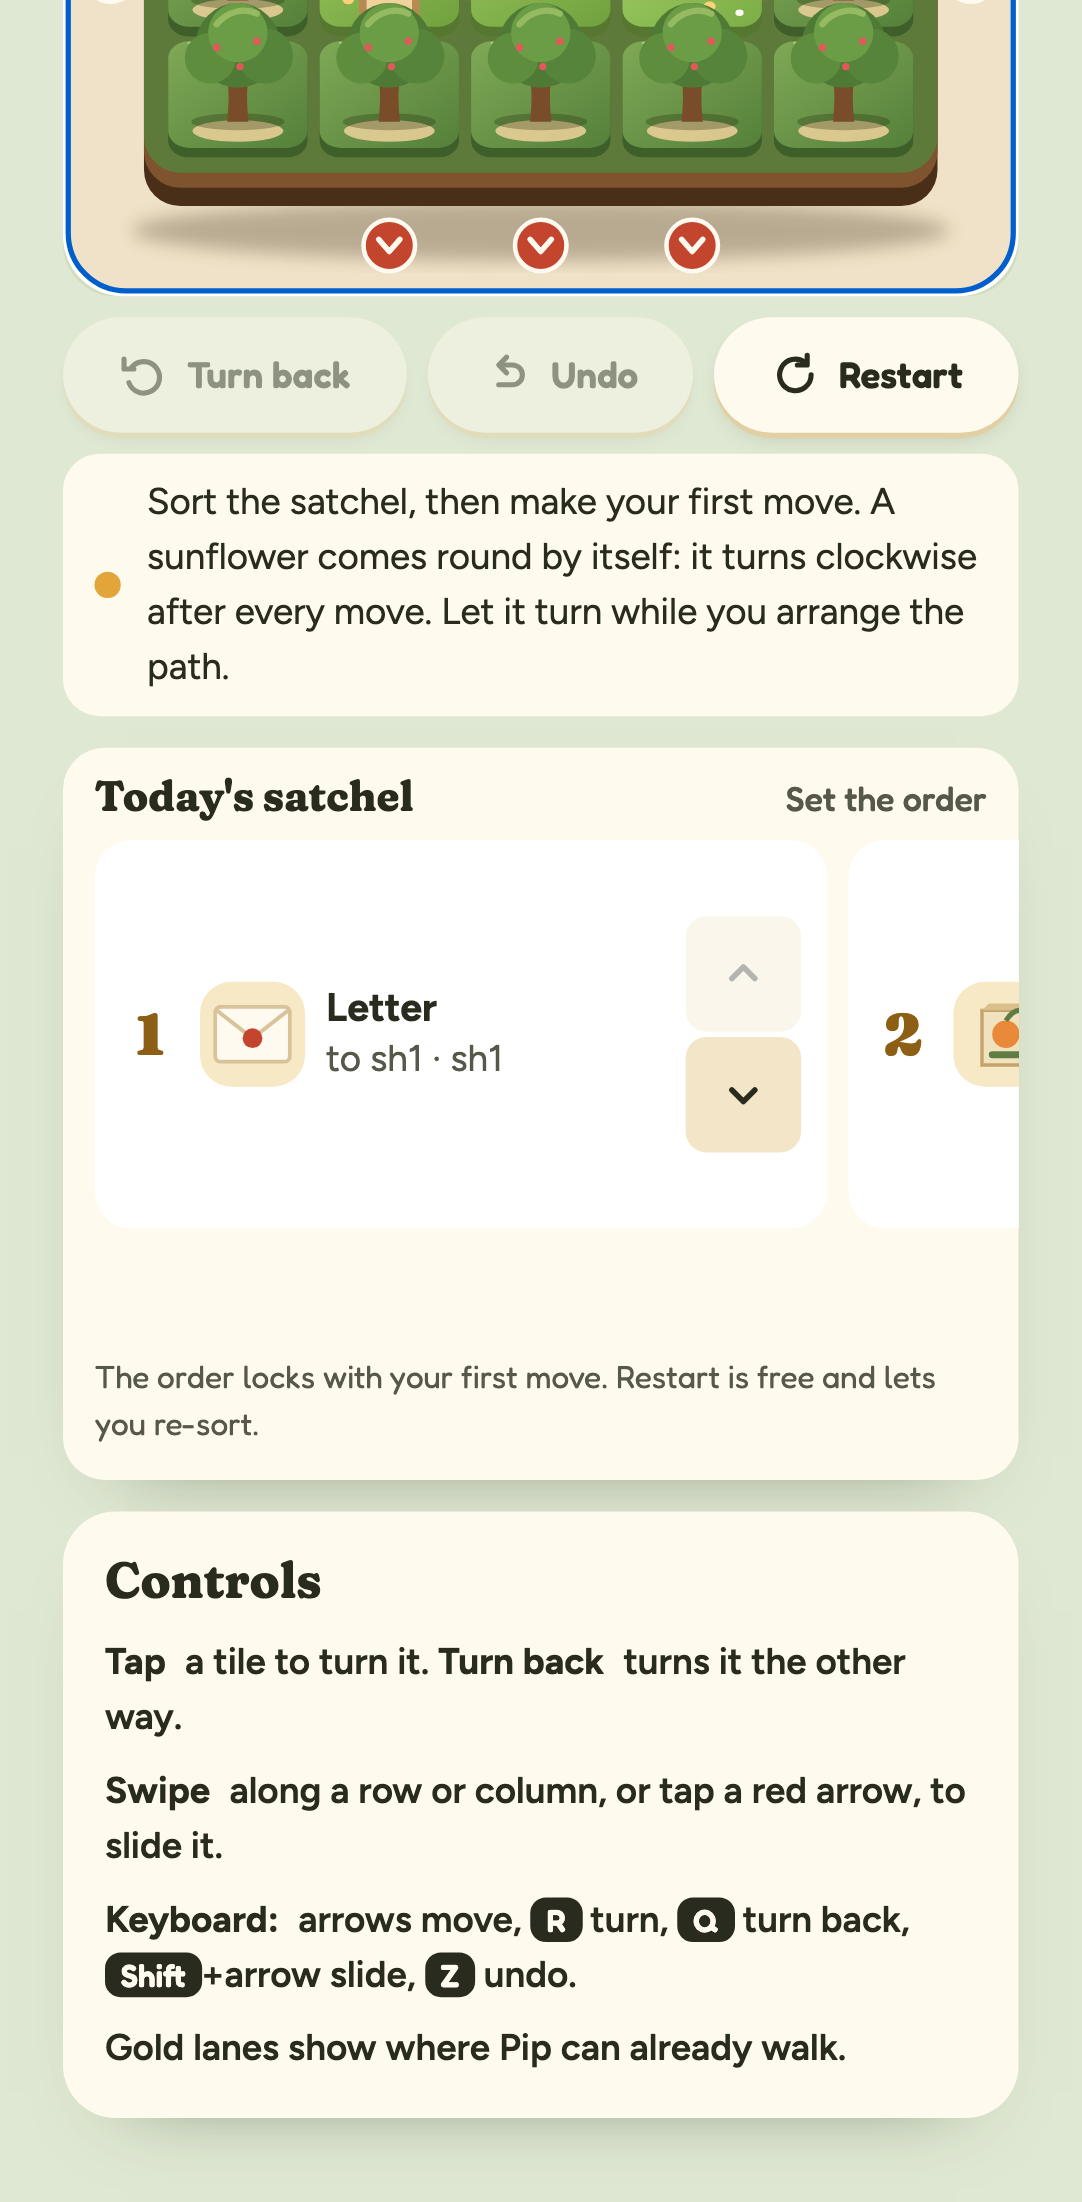 Turn back
Undo
Restart
Sort the satchel, then make your first move. A
sunflower comes round by itself: it turns clockwise
after every move. Let it turn while you arrange the
path.
Today's satchel
Set the order
1
Letter
to sh1 · sh1
2
The order locks with your first move. Restart is free and lets
you re-sort.
Controls
Tap a tile to turn it. Turn back turns it the other
way.
Swipe along a row or column, or tap a red arrow, to
slide it.
Keyboard: arrows move, R turn, Q turn back,
Shift+arrow slide, Z undo.
Gold lanes show where Pip can already walk.